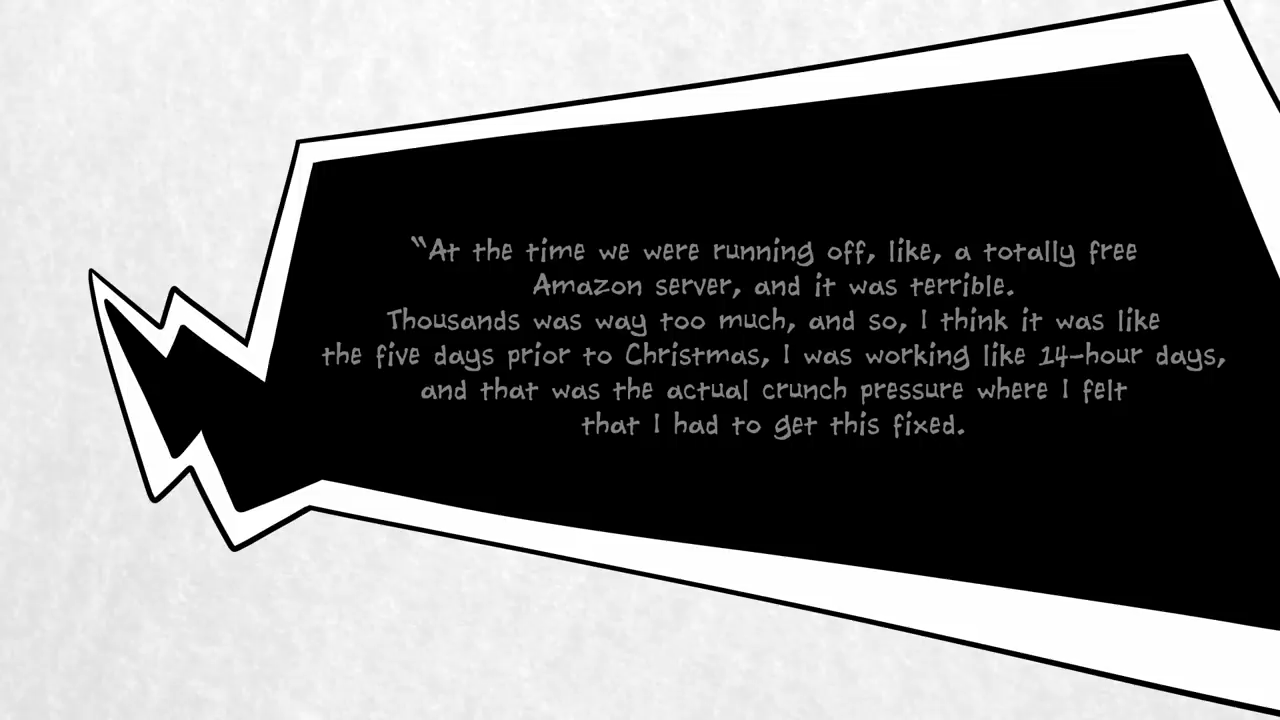 “At the time we were running off, like, a totally free
Amazon server, and it was terrible.
Thousands was way too much, and so, I think it was like
the five days prior to Christmas, I was working like 14-hour days,
and that was the actual crunch pressure where I felt
that I had to get this fixed.